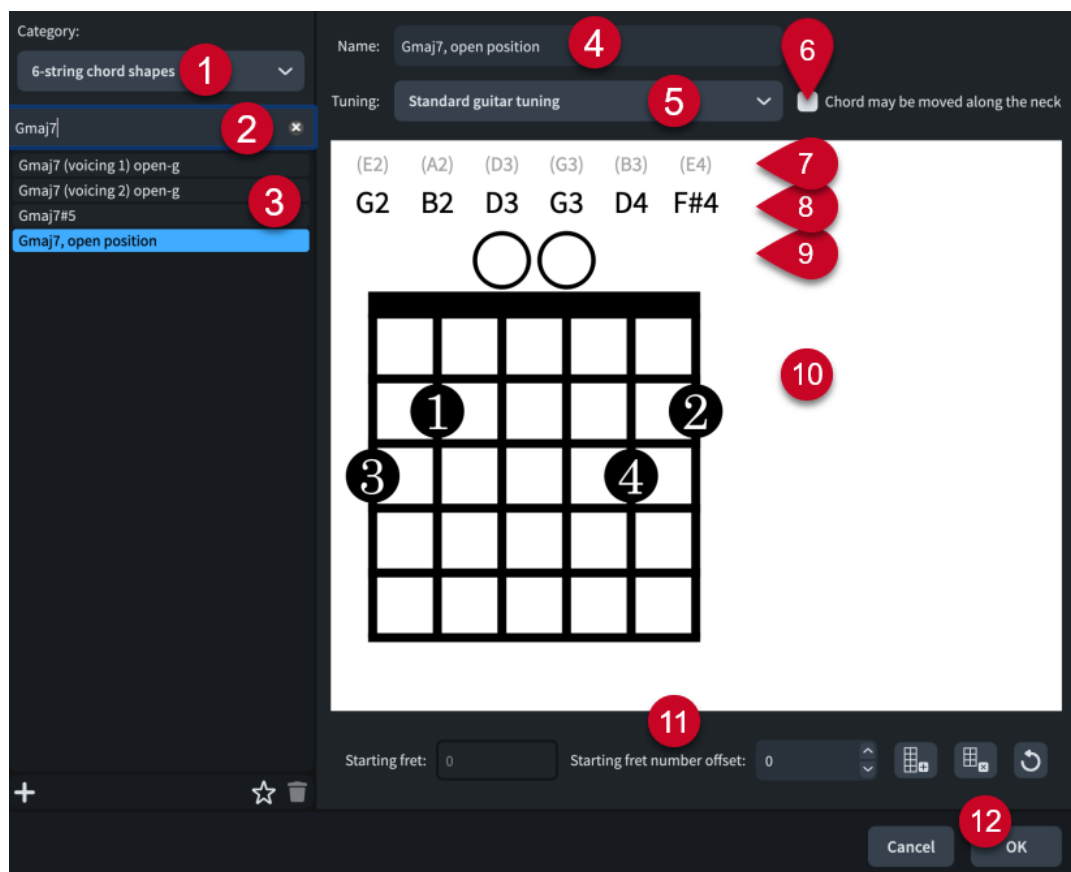 Category:
6-string chord shapes
1
Gmaj7
2
Gmaj7 (voicing 1) open-g
Gmaj7 (voicing 2) open-g
Gmaj7#5
Gmaj7, open position
3
Name: Gmaj7, open position
4
Tuning: Standard guitar tuning
5
6
Chord may be moved along the neck
(E2) (A2) (D3) (G3) (B3) (E4)
7
G2 B2 D3 G3 D4 F#4
8
9
10
1 2
3 4
11
Starting fret: 0 Starting fret number offset: 0
12
Cancel OK